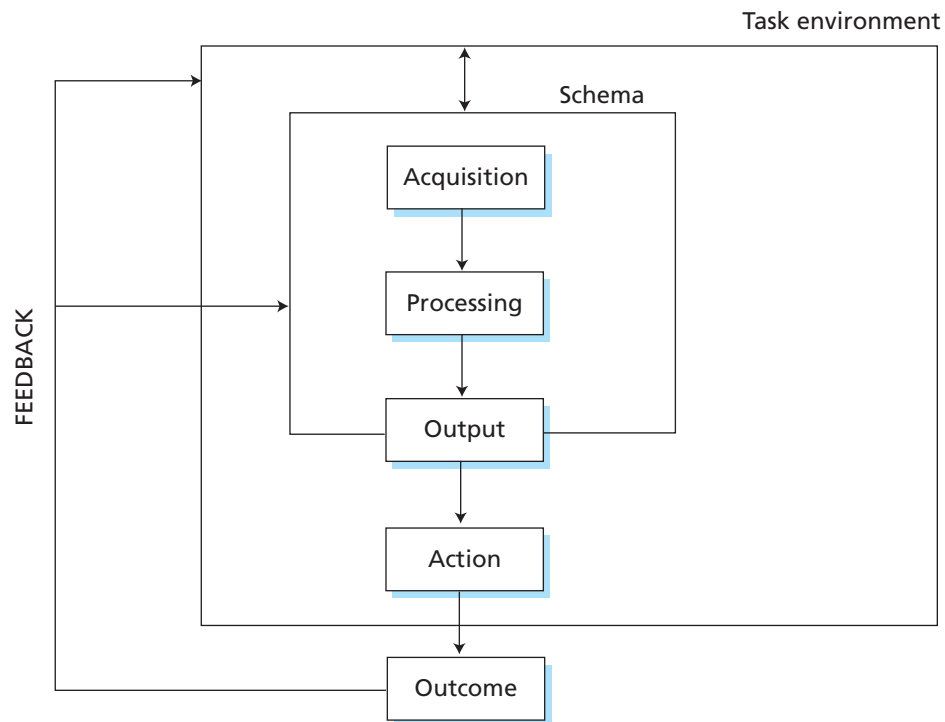 Task environment
Schema
Acquisition
Processing
FEEDBACK
Output
Action
Outcome